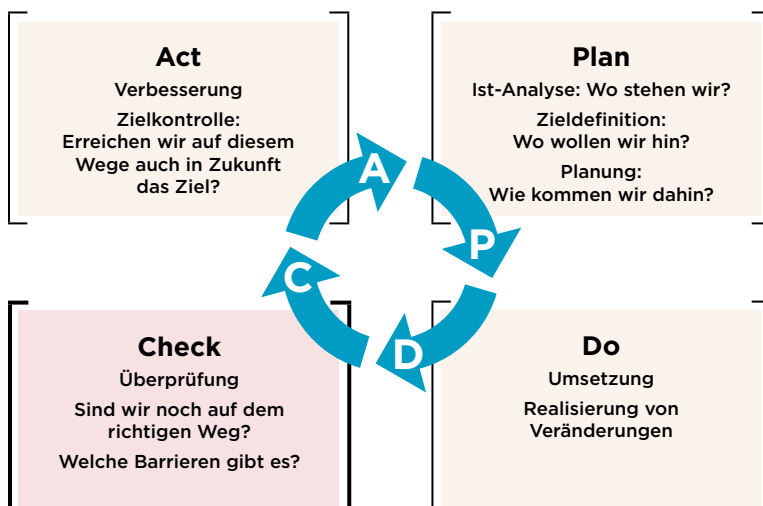 Act
Verbesserung
Zielkontrolle:
Erreichen wir auf diesem
Wege auch in Zukunft
das Ziel?
Plan
Ist-Analyse: Wo stehen wir?
Zieldefinition:
Wo wollen wir hin?
Planung:
Wie kommen wir dahin?
A
P
C
D
Check
Überprüfung
Sind wir noch auf dem
richtigen Weg?
Welche Barrieren gibt es?
Do
Umsetzung
Realisierung von
Veränderungen